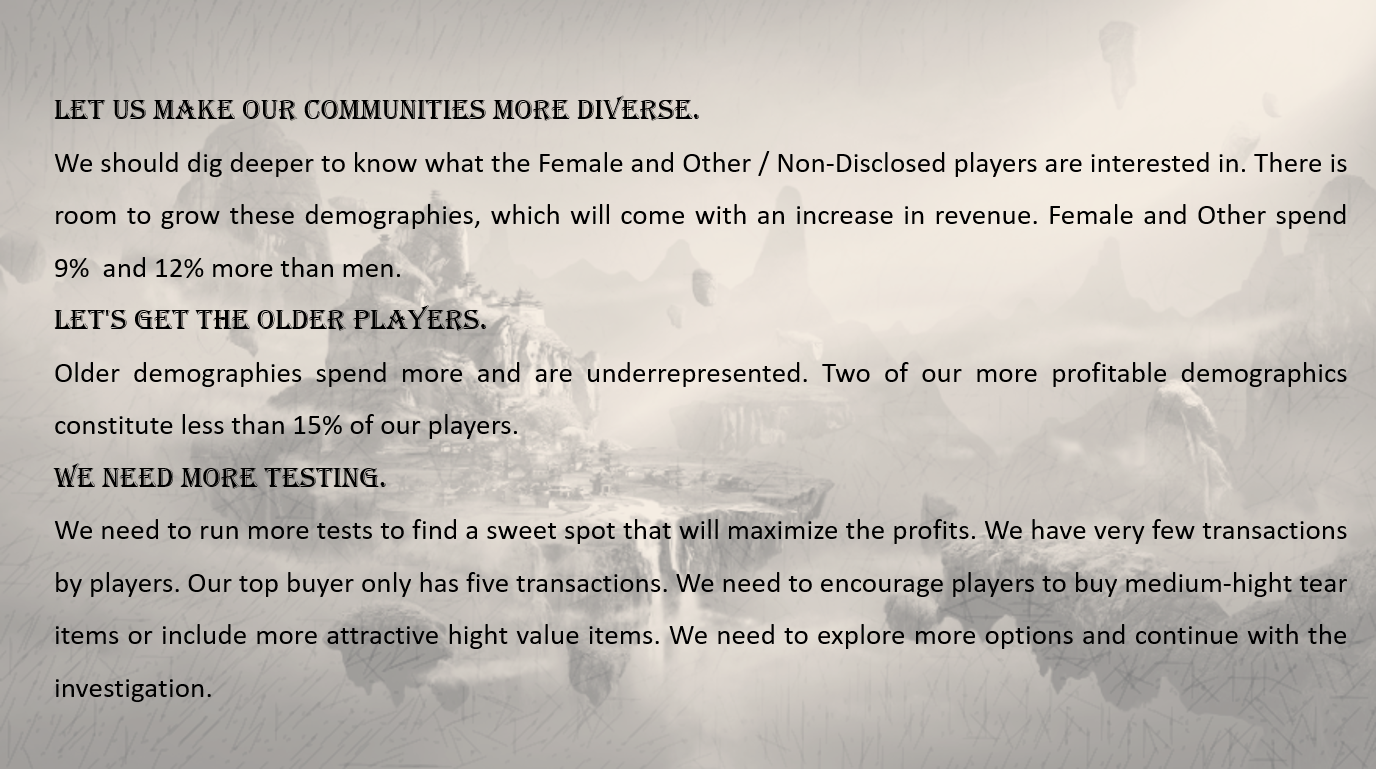 LET US MAKE OUR COMMUNITIES MORE DIVERSE.
We should dig deeper to know what the Female and Other / Non-Disclosed players are interested in. There is
room to grow these demographies, which will come with an increase in revenue. Female and Other spend
9%  and 12% more than men.
LET'S GET THE OLDER PLAYERS.
Older demographies spend more and are underrepresented. Two of our more profitable demographics
constitute less than 15% of our players.
WE NEED MORE TESTING.
We need to run more tests to find a sweet spot that will maximize the profits. We have very few transactions
by players. Our top buyer only has five transactions. We need to encourage players to buy medium-hight tear
items or include more attractive hight value items. We need to explore more options and continue with the
investigation.